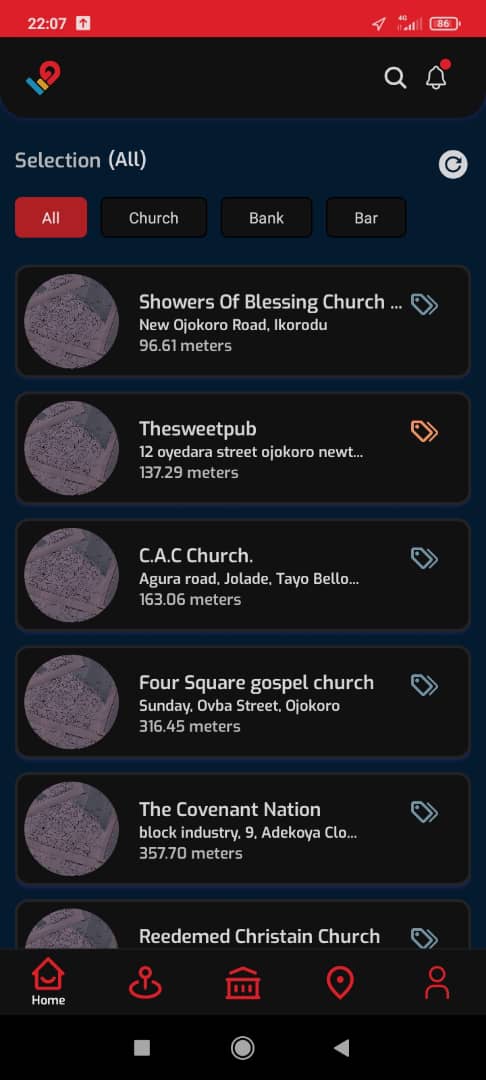 22:07
4G
86
Selection (All)
All
Church
Bank
Bar
Showers Of Blessing Church ...
New Ojokoro Road, Ikorodu
96.61 meters
Thesweetpub
12 oyedara street ojokoro newt...
137.29 meters
C.A.C Church.
Agura road, Jolade, Tayo Bello...
163.06 meters
Four Square gospel church
Sunday, Ovba Street, Ojokoro
316.45 meters
The Covenant Nation
block industry, 9, Adekoya Clo...
357.70 meters
Reedemed Christain Church
Home